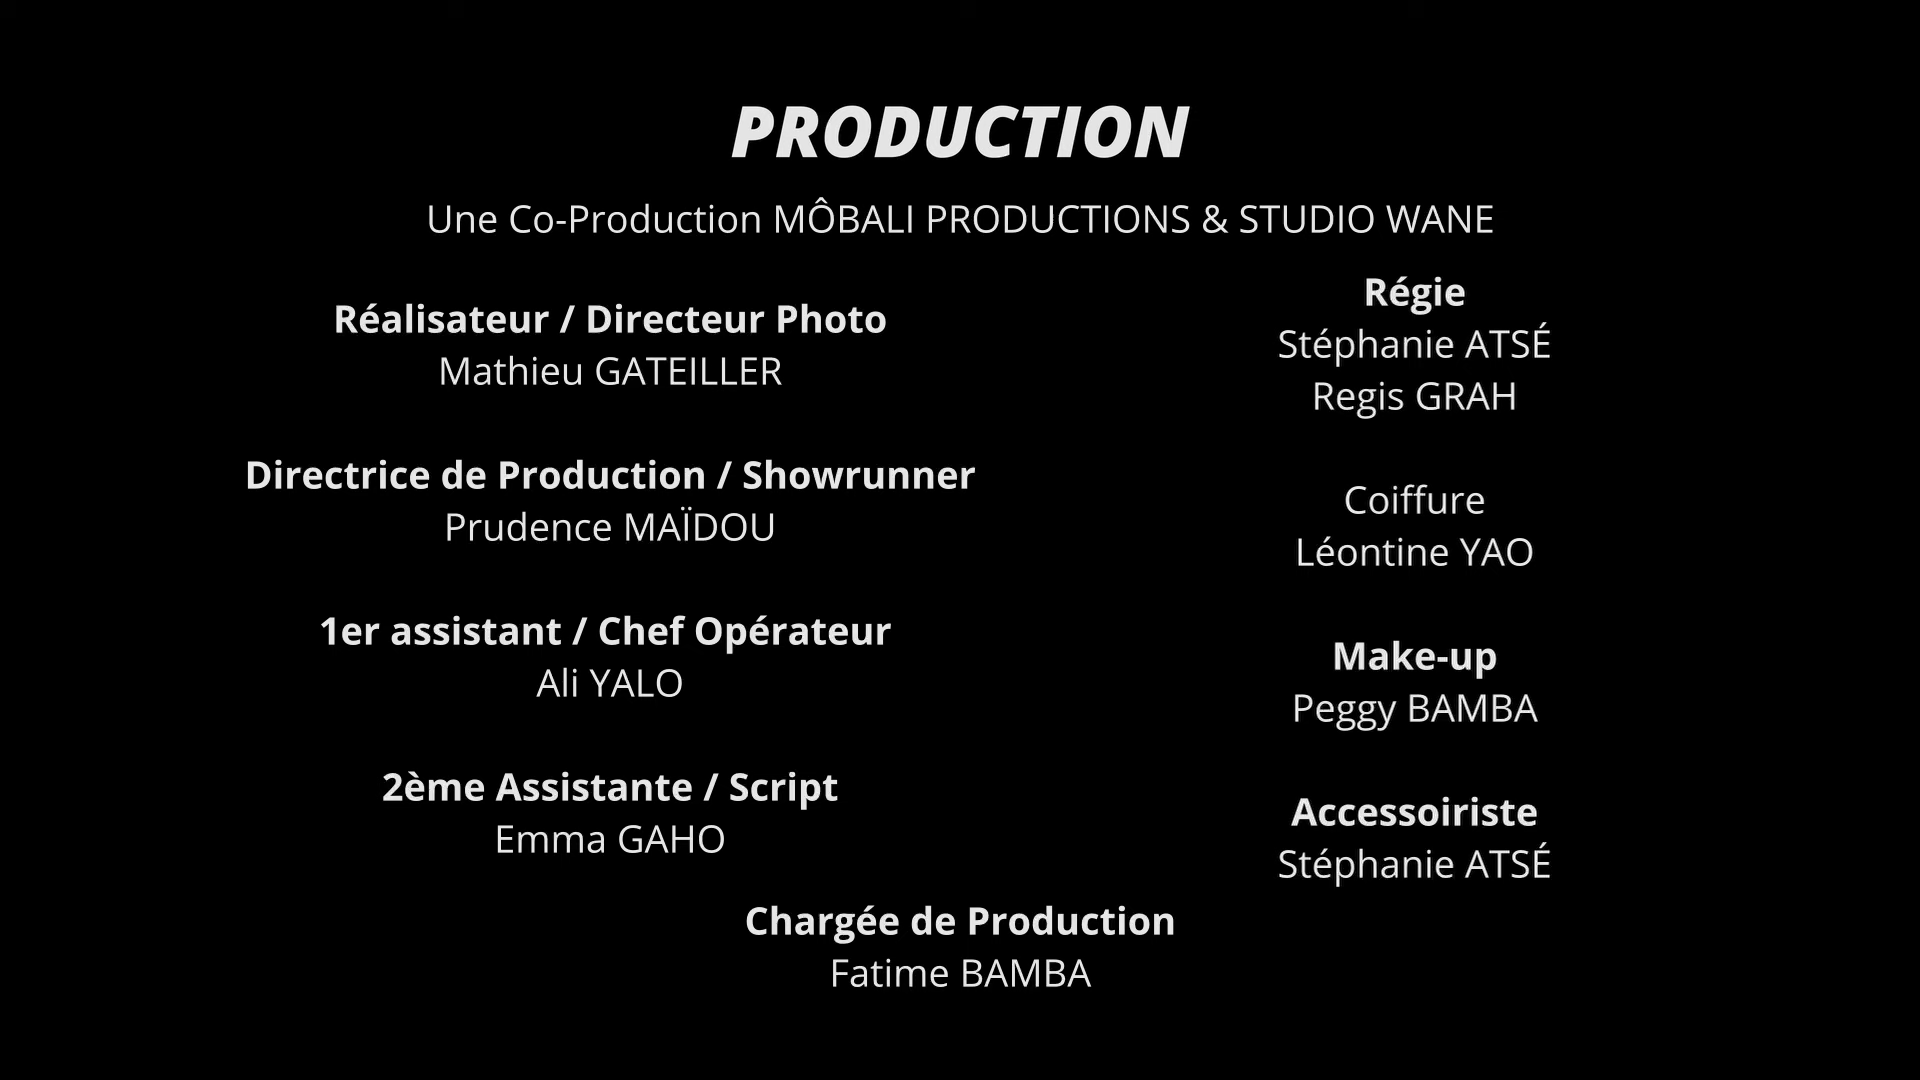 PRODUCTION
Une Co-Production MÔBALI PRODUCTIONS & STUDIO WANE
Réalisateur / Directeur Photo
Mathieu GATEILLER
Directrice de Production / Showrunner
Prudence MAÏDOU
1er assistant / Chef Opérateur
Ali YALO
2ème Assistante / Script
Emma GAHO
Régie
Stéphanie ATSÉ
Regis GRAH
Coiffure
Léontine YAO
Make-up
Peggy BAMBA
Accessoiriste
Stéphanie ATSÉ
Chargée de Production
Fatime BAMBA